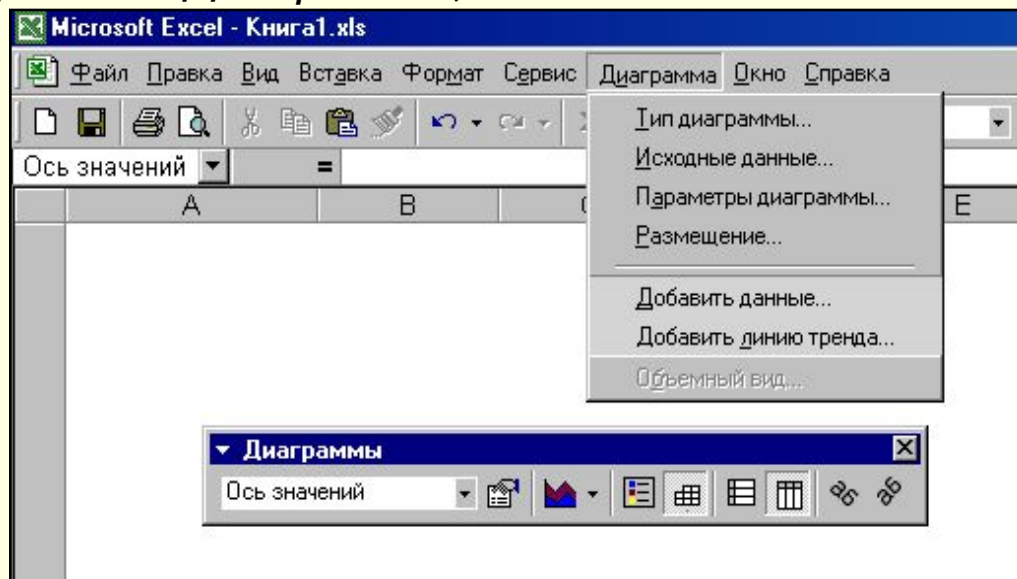 Microsoft Excel - Книга1.xls
Файл Правка Вид Вставка Формат Сервис Диаграмма Окно Справка
Тип диаграммы...
Исходные данные...
Ось значений =
Параметры диаграммы...
A B E
Размещение...
Добавить данные...
Добавить линию тренда...
Объемный вид...
Диаграммы
Ось значений